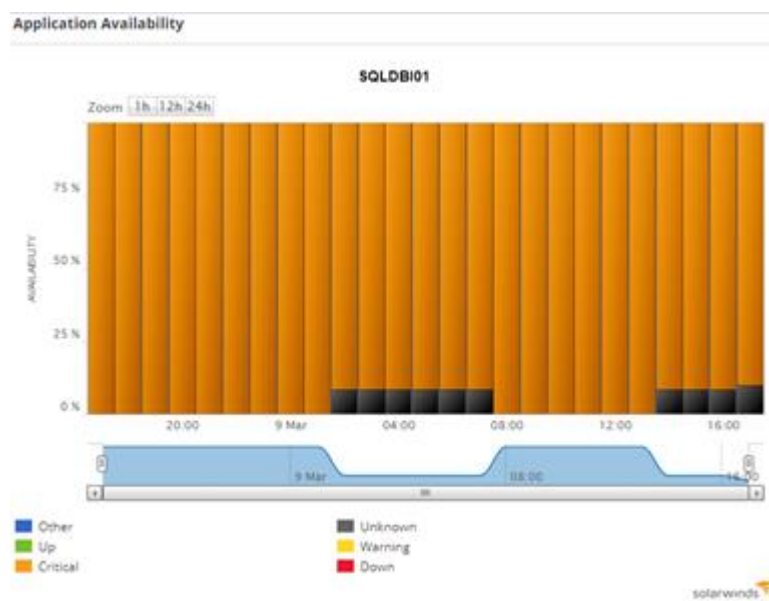 Application Availability
SQLDBI01
Zoom 1h 12h 24h
75 %
50 %
25 %
0 %
AVAILABILITY
20:00 9 Mar 04:00 08:00 12:00 16:00
9 Mar 08:00 16:00
Other Unknown
Up Warning
Critical Down
solarwinds